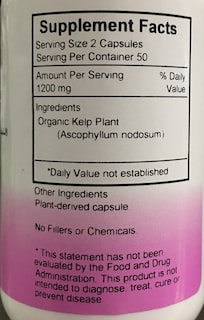 Supplement Facts
Serving Size 2 Capsules
Serving Per Container 50
Amount Per Serving % Daily
1200 mg Value
Ingredients
Organic Kelp Plant
(Ascophyllum nodosum)
*Daily Value not established
Other Ingredients
Plant-derived capsule
No Fillers or Chemicals.
*This statement has not been
evaluated by the Food and Drug
Administration. This product is not
intended to diagnose, treat, cure or
prevent disease.